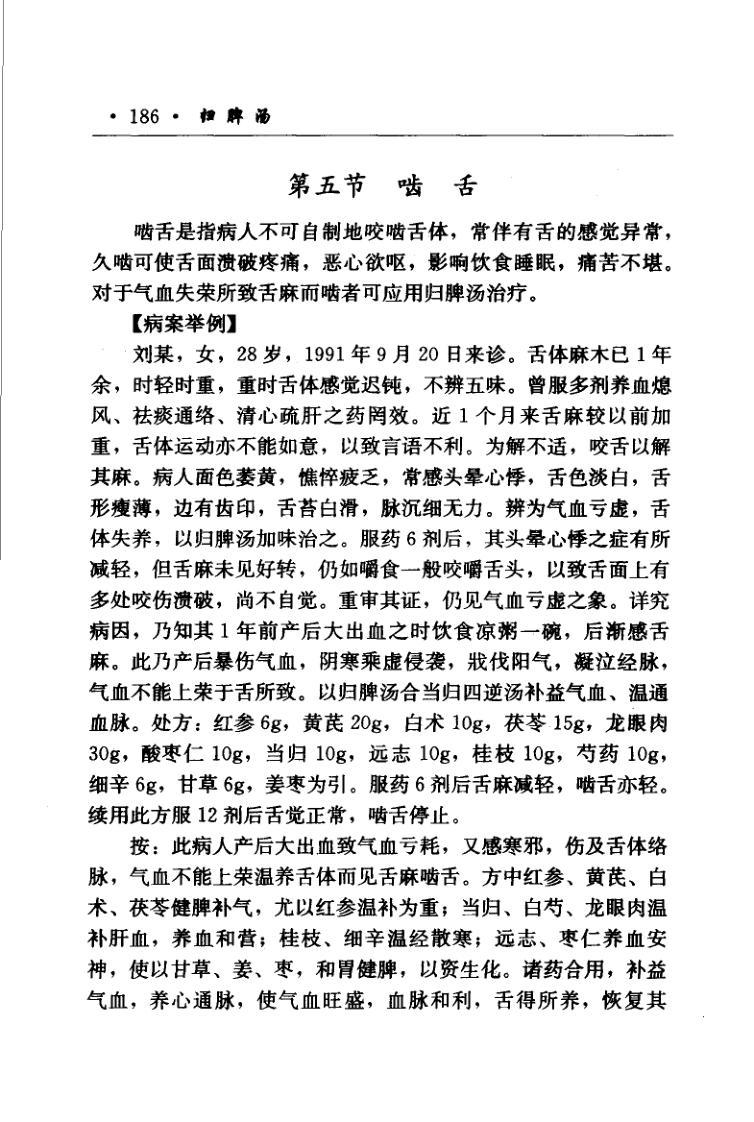 · 186 · 归脾汤
第五节 啮 舌
啮舌是指病人不可自制地咬啮舌体，常伴有舌的感觉异常，
久啮可使舌面溃破疼痛，恶心欲呕，影响饮食睡眠，痛苦不堪。
对于气血失荣所致舌麻而啮者可应用归脾汤治疗。
【病案举例】
刘某，女，28岁，1991年9月20日来诊。舌体麻木已1年
余，时轻时重，重时舌体感觉迟钝，不辨五味。曾服多剂养血熄
风、祛痰通络、清心疏肝之药罔效。近1个月来舌麻较以前加
重，舌体运动亦不能如意，以致言语不利。为解不适，咬舌以解
其麻。病人面色萎黄，憔悴疲乏，常感头晕心悸，舌色淡白，舌
形瘦薄，边有齿印，舌苔白滑，脉沉细无力。辨为气血亏虚，舌
体失养，以归脾汤加味治之。服药6剂后，其头晕心悸之症有所
减轻，但舌麻未见好转，仍如嚼食一般咬嚼舌头，以致舌面上有
多处咬伤溃破，尚不自觉。重审其证，仍见气血亏虚之象。详究
病因，乃知其1年前产后大出血之时饮食凉粥一碗，后渐感舌
麻。此乃产后暴伤气血，阴寒乘虚侵袭，戕伐阳气，凝泣经脉，
气血不能上荣于舌所致。以归脾汤合当归四逆汤补益气血、温通
血脉。处方：红参6g，黄芪20g，白术10g，茯苓15g，龙眼肉
30g，酸枣仁10g，当归10g，远志10g，桂枝10g，芍药10g，
细辛6g，甘草6g，姜枣为引。服药6剂后舌麻减轻，啮舌亦轻。
续用此方服12剂后舌觉正常，啮舌停止。
按：此病人产后大出血致气血亏耗，又感寒邪，伤及舌体络
脉，气血不能上荣温养舌体而见舌麻啮舌。方中红参、黄芪、白
术、茯苓健脾补气，尤以红参温补为重；当归、白芍、龙眼肉温
补肝血，养血和营；桂枝、细辛温经散寒；远志、枣仁养血安
神，使以甘草、姜、枣，和胃健脾，以资生化。诸药合用，补益
气血，养心通脉，使气血旺盛，血脉和利，舌得所养，恢复其